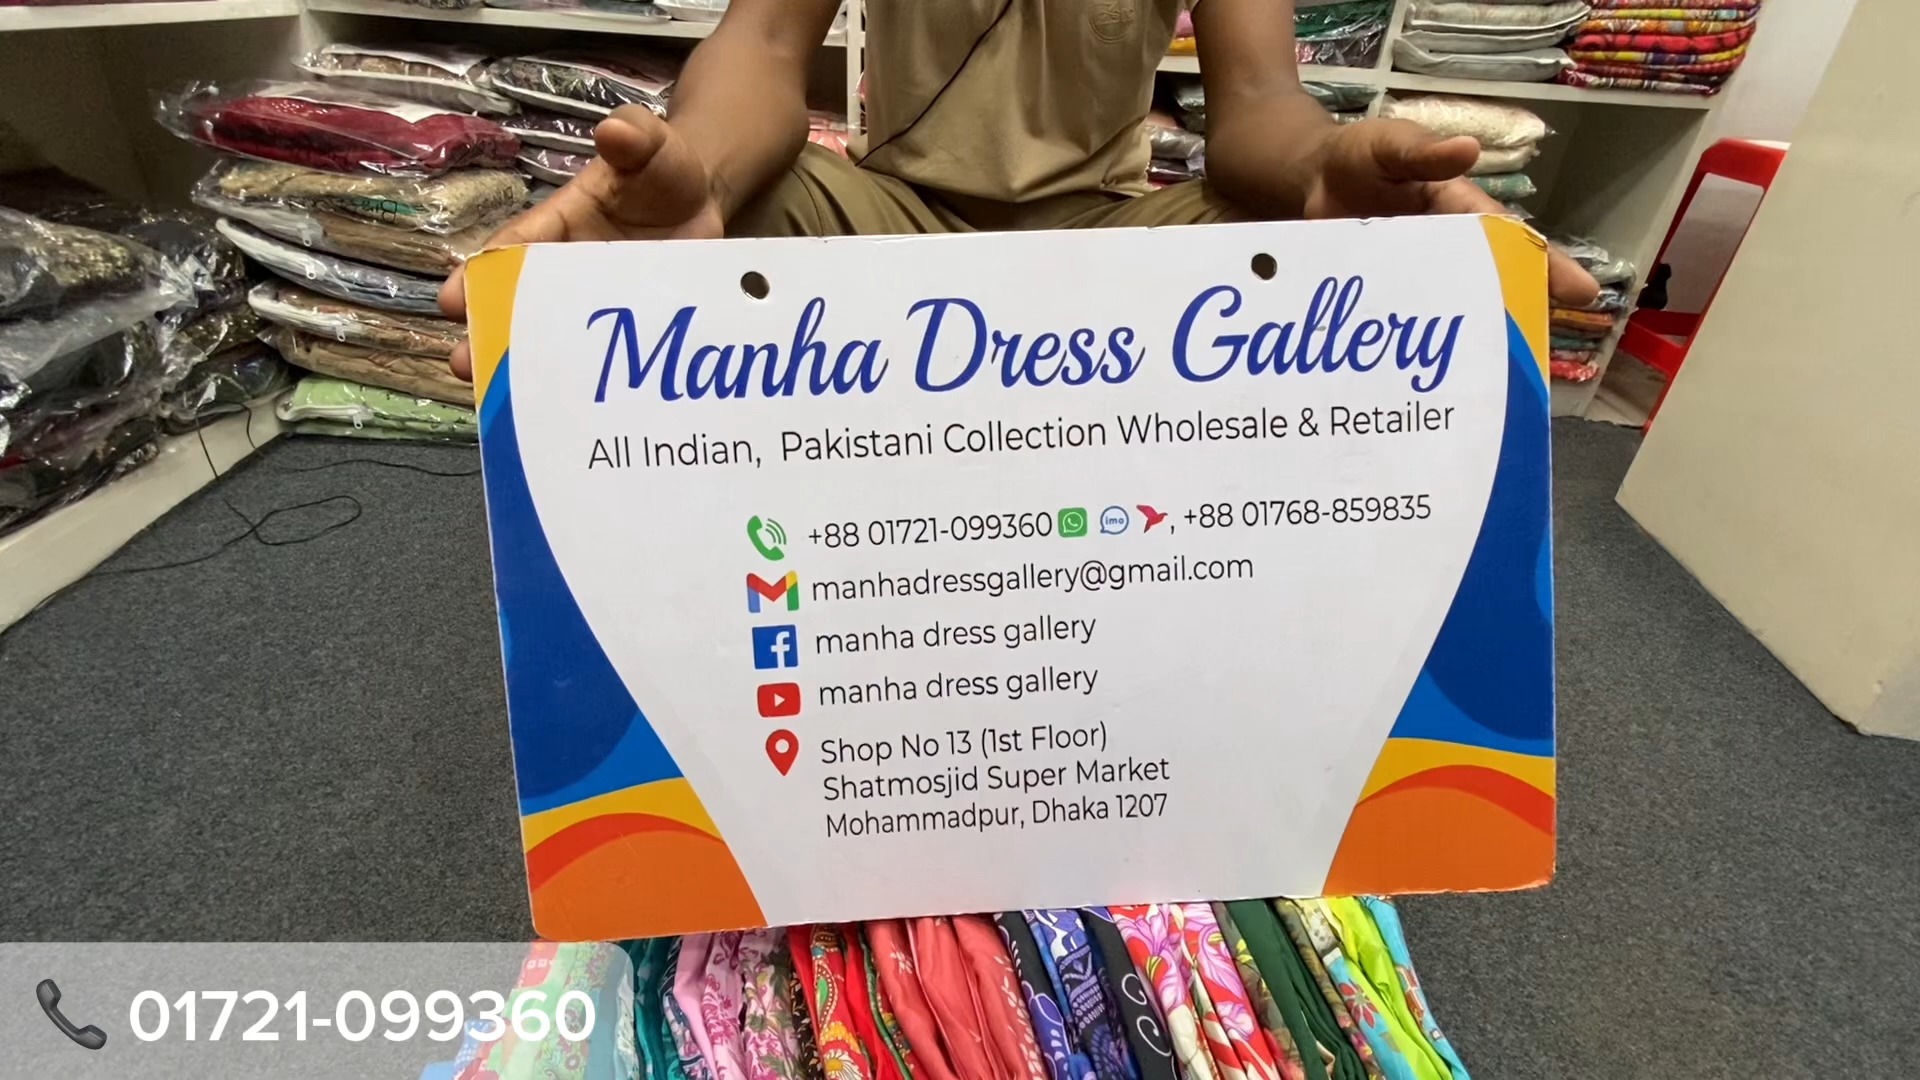 Manha Dress Gallery
All Indian, Pakistani Collection Wholesale & Retailer
+88 01721-099360 imo, +88 01768-859835
manhadressgallery@gmail.com
f manha dress gallery
manha dress gallery
Shop No 13 (1st Floor)
Shatmosjid Super Market
Mohammadpur, Dhaka 1207
01721-099360